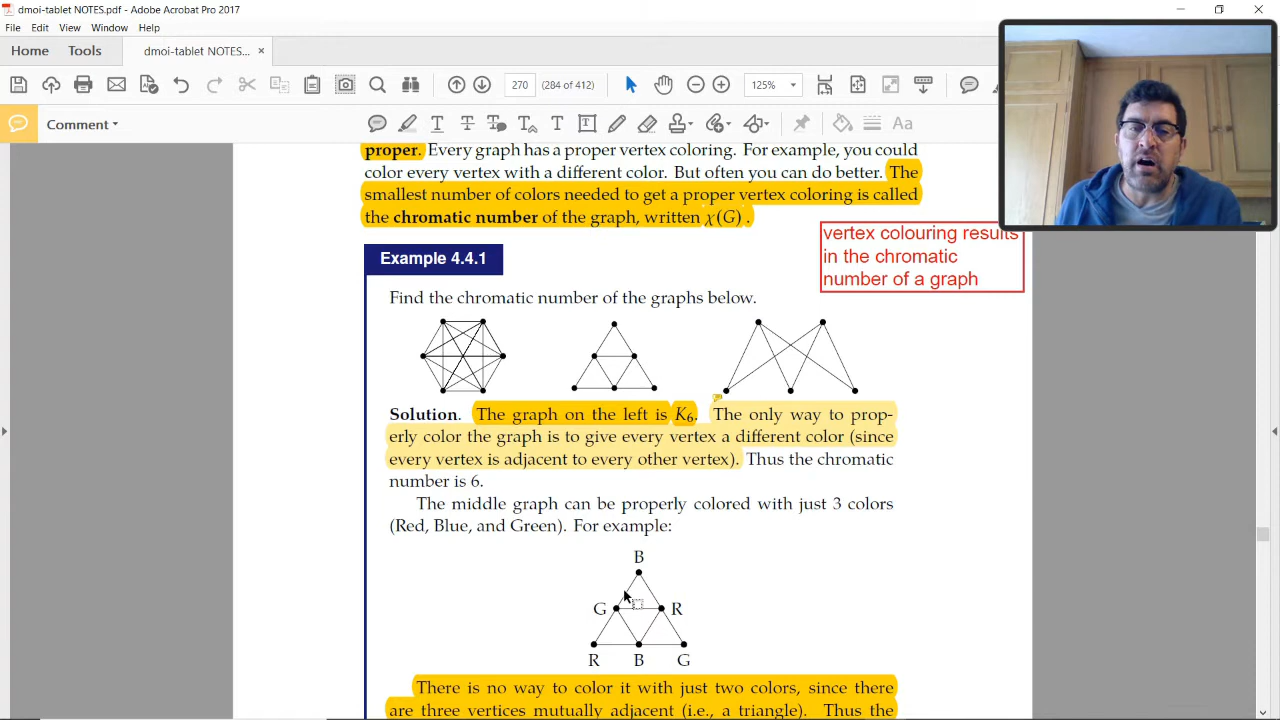 dmoi-tablet NOTES.pdf - Adobe Acrobat Pro 2017
File Edit View Window Help
Home Tools dmoi-tablet NOTES... ×
270 (284 of 412) 125%
Comment
proper. Every graph has a proper vertex coloring. For example, you could
color every vertex with a different color. But often you can do better. The
smallest number of colors needed to get a proper vertex coloring is called
the chromatic number of the graph, written χ(G) .
vertex colouring results
in the chromatic
number of a graph
Example 4.4.1
Find the chromatic number of the graphs below.
Solution. The graph on the left is K₆. The only way to prop-
erly color the graph is to give every vertex a different color (since
every vertex is adjacent to every other vertex). Thus the chromatic
number is 6.
The middle graph can be properly colored with just 3 colors
(Red, Blue, and Green). For example:
B
G R
R B G
There is no way to color it with just two colors, since there
are three vertices mutually adjacent (i.e., a triangle). Thus the